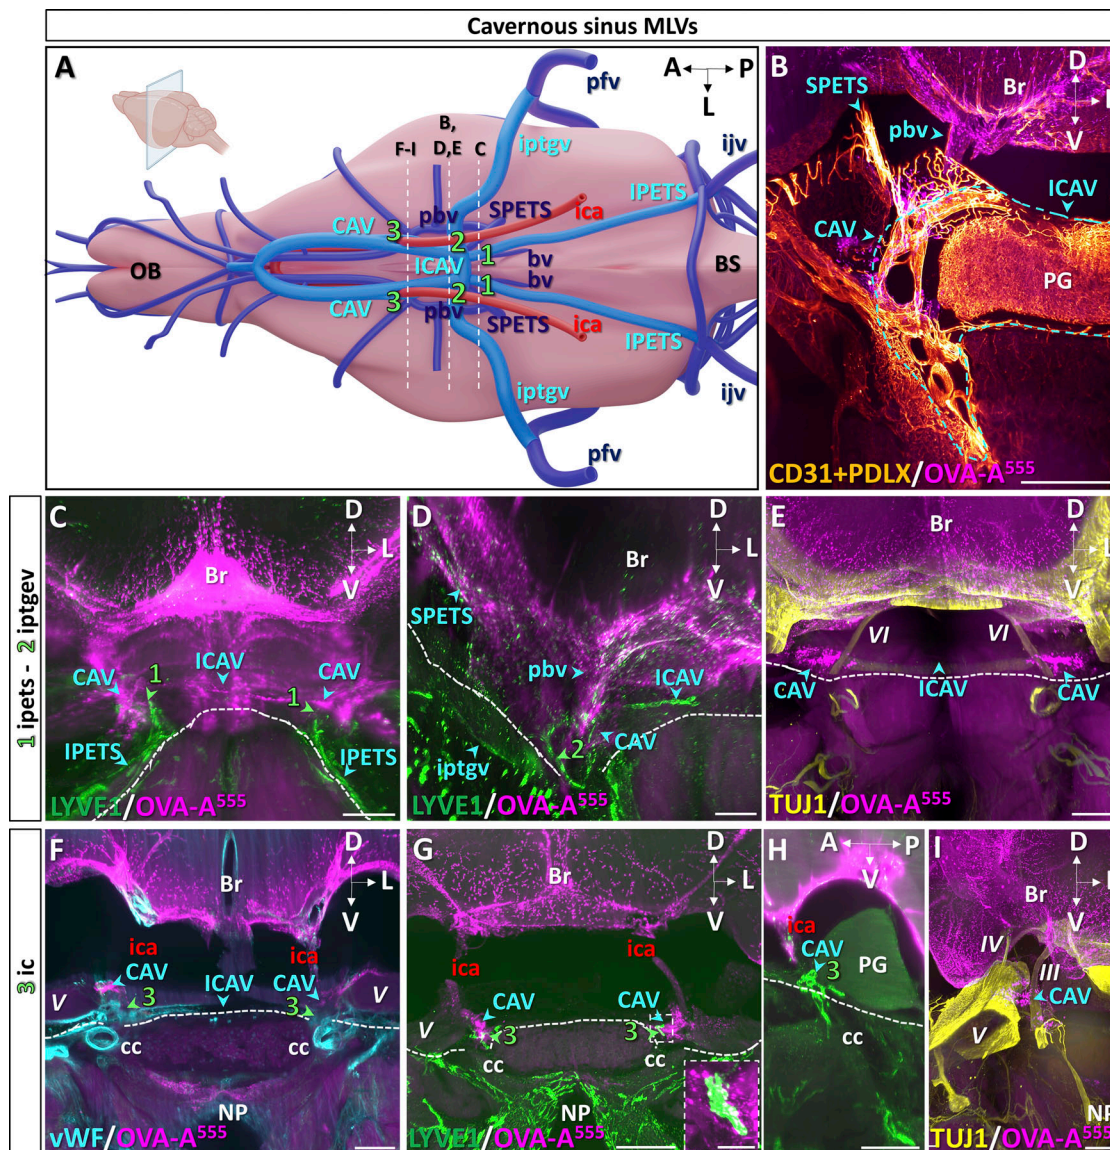 Cavernous sinus MLVs
A
A P
L
pfv
B,
D,E
F-I
C
iptgv
ijv
IPETS
CAV
pbv
SPETS
ica
3
2
1
OB
ICAV
bv
bv
BS
3
2
1
CAV
pbv
SPETS
ica
IPETS
iptgv
ijv
pfv
B
SPETS
Br
D
V
pbv
ICAV
CAV
PG
CD31+PDLX/OVA-A555
1 ipets - 2 iptgev
C
D
L
V
Br
ICAV
CAV
1
1
CAV
IPETS
IPETS
LYVE1/OVA-A555
D
D
L
V
Br
SPETS
pbv
ICAV
iptgv
2
CAV
LYVE1/OVA-A555
E
Br
D
L
V
VI
VI
CAV
ICAV
CAV
TUJ1/OVA-A555
3 ic
F
D
L
V
Br
ica
ica
CAV
ICAV
CAV
V
3
3
V
cc
cc
NP
vWF/OVA-A555
G
D
L
V
Br
ica
ica
CAV
CAV
V
3
3
cc
cc
NP
LYVE1/OVA-A555
H
A P
V
ica
CAV
3
PG
cc
I
D
L
V
Br
IV
III
CAV
V
NP
TUJ1/OVA-A555